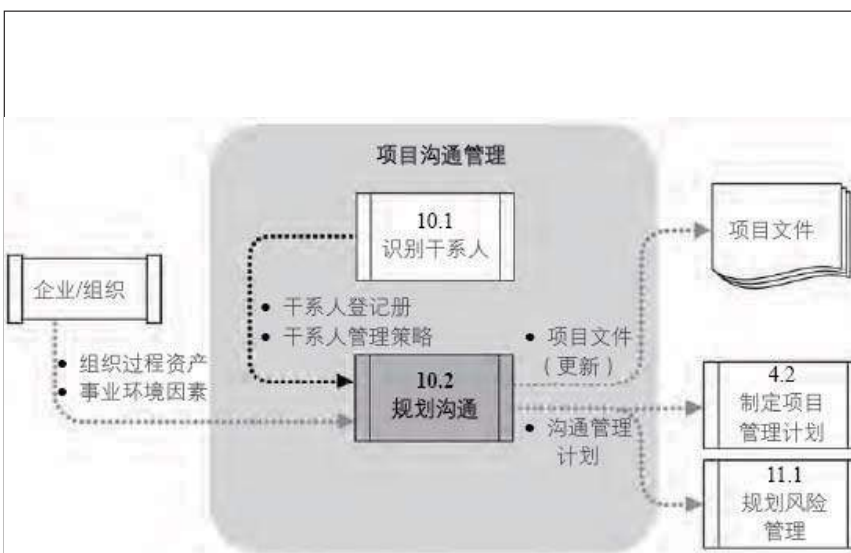 项目沟通管理
10.1
识别干系人
项目文件
企业/组织
• 干系人登记册
• 干系人管理策略
• 组织过程资产
• 事业环境因素
• 项目文件
（更新）
10.2
规划沟通
4.2
制定项目
管理计划
• 沟通管理
计划
11.1
规划风险
管理